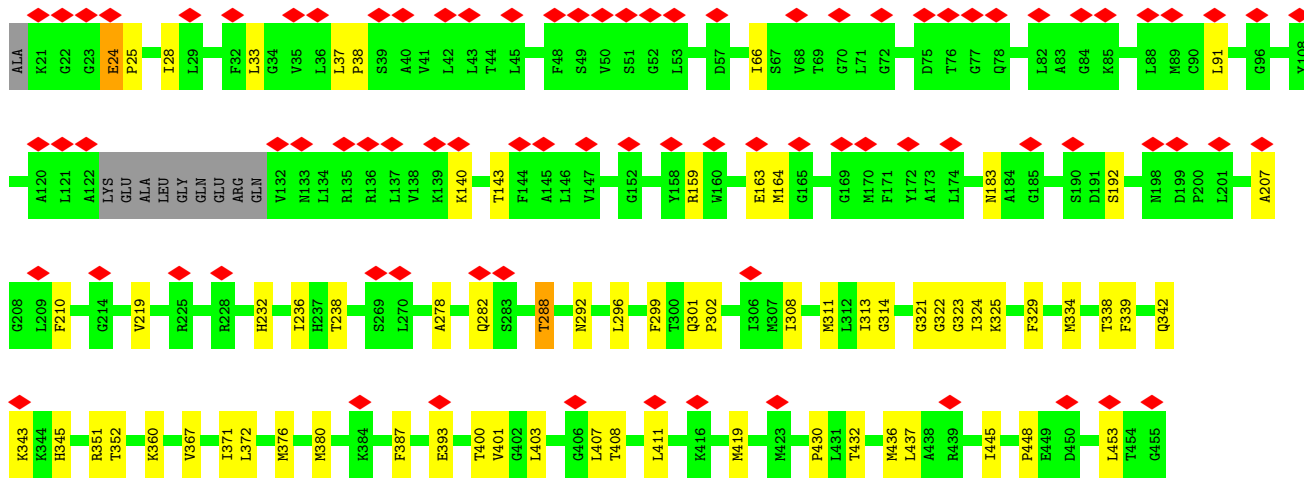 ALA K21 G22 G23 E24 P25 I28 L29 F32 L33 G34 V35 L36 L37 P38 S39 A40 V41 L42 L43 T44 L45 F48 S49 V50 S51 G52 L53 D57 I66 S67 V68 T69 G70 L71 G72 D75 T76 G77 Q78 L82 A83 G84 K85 L88 M89 C90 L91 G96 Y108
A120 L121 A122 LYS GLU ALA LEU GLY GLN GLU ARG GLN V132 N133 L134 R135 R136 L137 V138 K139 K140 T143 F144 A145 L146 V147 G152 Y158 R159 W160 E163 M164 G165 G169 M170 F171 Y172 A173 L174 N183 A184 G185 S190 D191 S192 N198 D199 P200 L201 A207
G208 L209 F210 G214 V219 R225 R228 H232 I236 H237 T238 S269 L270 A278 Q282 S283 T288 N292 L296 F299 T300 Q301 P302 I306 M307 I308 M311 L312 I313 G314 G321 G322 G323 I324 K325 F329 M334 T338 F339 Q342
K343 K344 H345 R351 T352 K360 V367 I371 L372 M376 M380 K384 F387 E393 T400 V401 G402 L403 G406 L407 T408 L411 K416 M419 M423 P430 L431 T432 M436 L437 A438 R439 I445 P448 E449 D450 L453 T454 G455